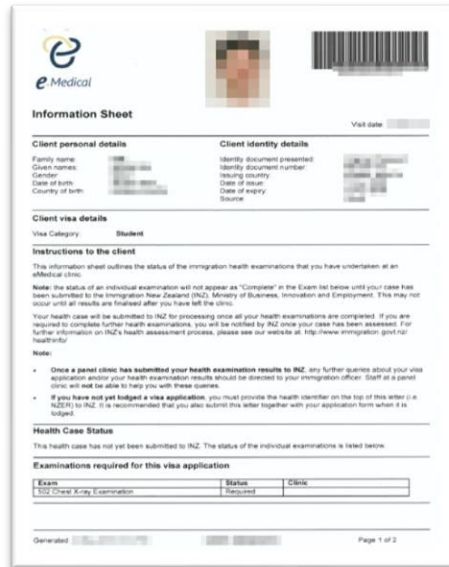 e-Medical
Information Sheet
Visit date:
Client personal details
Client identity details
Family name:
Identity document presented:
Given names:
Identity document number:
Gender
Issuing country:
Date of birth:
Date of issue:
Country of birth:
Date of expiry:
Source
Client visa details
Visa Category: Student
Instructions to the client
This information sheet outlines the status of the immigration health examinations that you have undertaken at an
eMedical clinic.
Note: the status of an individual examination will not appear as "Complete" in the Exam list below until your case has
been submitted to the Immigration New Zealand (INZ), Ministry of Business, Innovation and Employment. This may not
occur until all results are finalised after you have left the clinic.
Your health case will be submitted to INZ for processing once all your health examinations are completed. If you are
required to complete further health examinations, you will be notified by INZ once your case has been assessed. For
further information on INZ's health assessment process, please see our website at: http://www.immigration.govt.nz/
healthinfo/
Note:
• Once a panel clinic has submitted your health examination results to INZ, any further queries about your visa
application and/or your health examination results should be directed to your immigration officer. Staff at a panel
clinic will not be able to help you with these queries.
• If you have not yet lodged a visa application, you must provide the health identifier on the top of this letter (i.e.
NZER) to INZ. It is recommended that you also submit this letter together with your application form when it is
lodged.
Health Case Status
This health case has not yet been submitted to INZ. The status of the individual examinations is listed below.
Examinations required for this visa application
Exam Status Clinic
502 Chest X-ray Examination Required
Generated:
Page 1 of 2